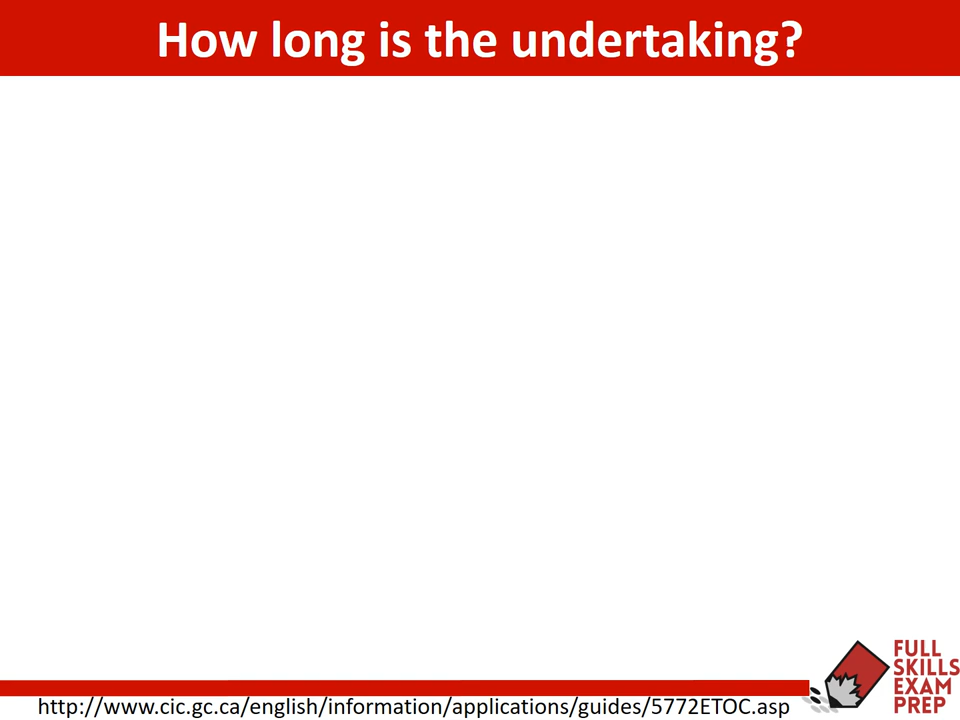 How long is the undertaking?
FULL
SKILLS
EXAM
PREP
http://www.cic.gc.ca/english/information/applications/guides/5772ETOC.asp